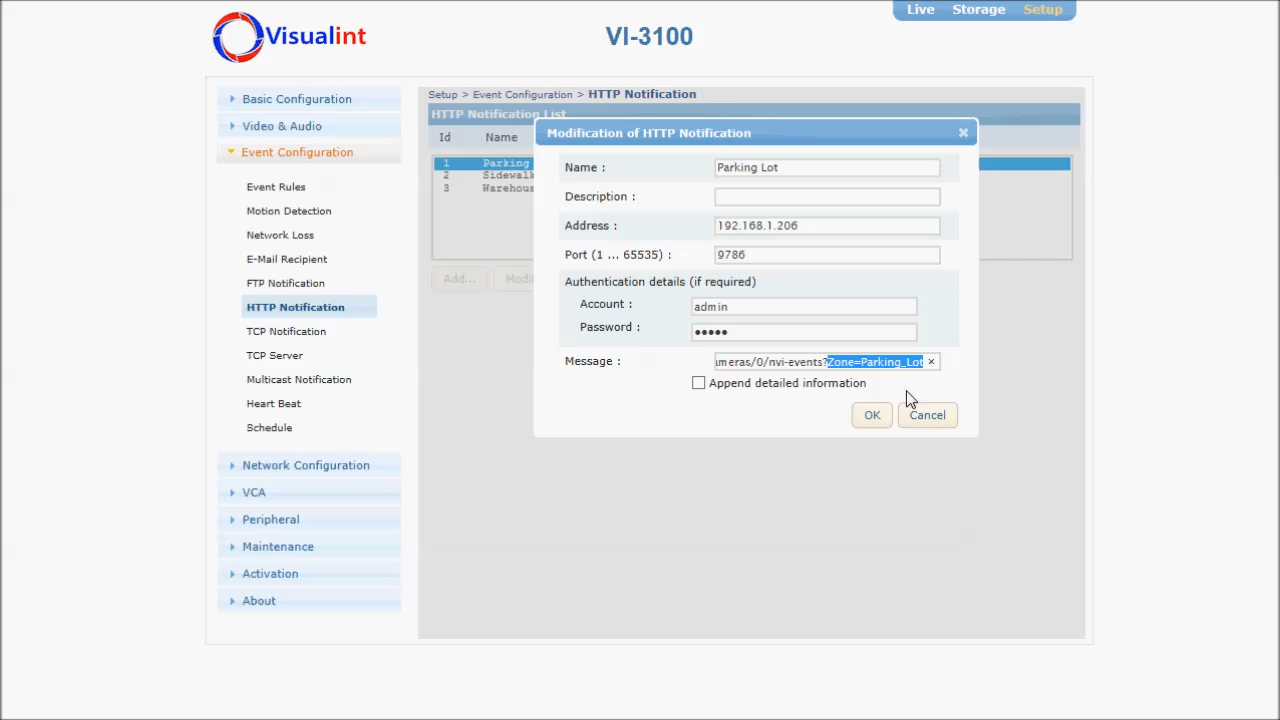 Live Storage Setup
Visualint
VI-3100
Basic Configuration
Video & Audio
Event Configuration
Event Rules
Motion Detection
Network Loss
E-Mail Recipient
FTP Notification
HTTP Notification
TCP Notification
TCP Server
Multicast Notification
Heart Beat
Schedule
Network Configuration
VCA
Peripheral
Maintenance
Activation
About
Setup > Event Configuration > HTTP Notification
HTTP Notification List
Id Name
1 Parking
2 Sidewalk
3 Warehous
Add... Modi
Modification of HTTP Notification
Name : Parking Lot
Description :
Address : 192.168.1.206
Port (1 ... 65535) : 9786
Authentication details (if required)
Account : admin
Password : •••••
Message : meras/0/nvi-events?Zone=Parking_Lot ×
Append detailed information
OK Cancel